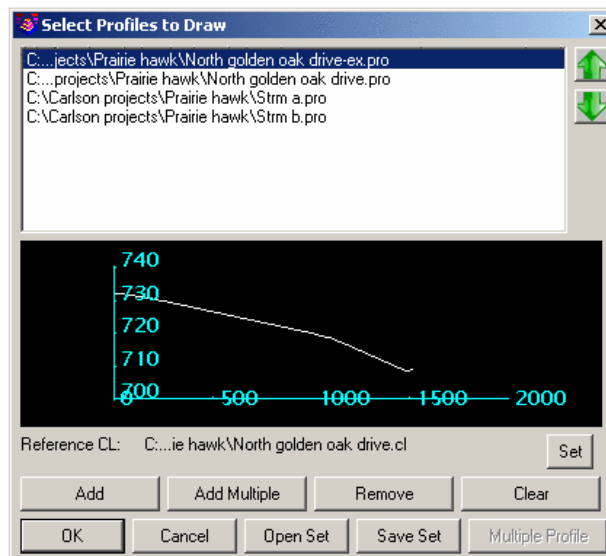 Select Profiles to Draw
C:...jects\Prairie hawk\North golden oak drive-ex.pro
C:...projects\Prairie hawk\North golden oak drive.pro
C:\Carlson projects\Prairie hawk\Strm a.pro
C:\Carlson projects\Prairie hawk\Strm b.pro
740
730
720
710
700
0 500 1000 1500 2000
Reference CL: C:...ie hawk\North golden oak drive.cl Set
Add Add Multiple Remove Clear
OK Cancel Open Set Save Set Multiple Profile